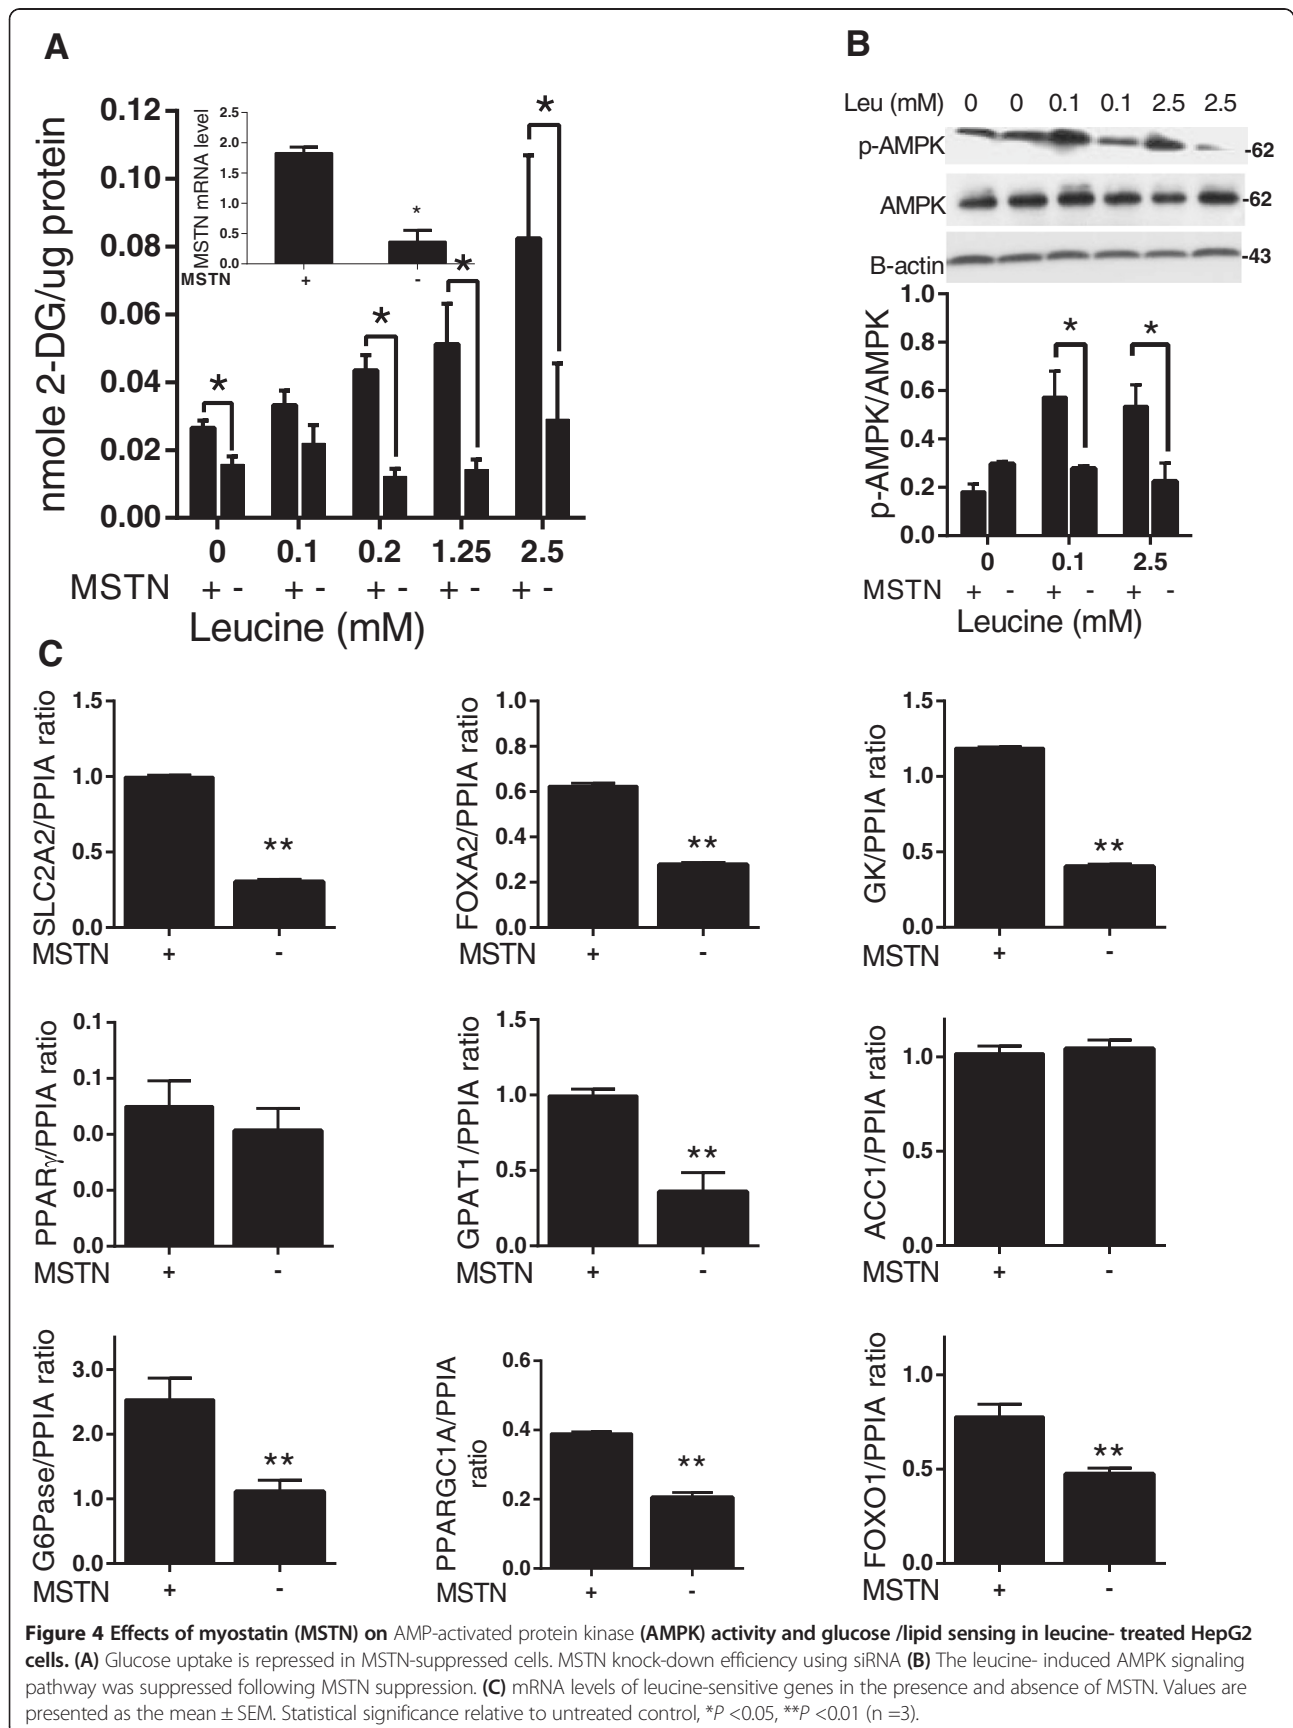 A
nmole 2-DG/ug protein
0.12
0.10
0.08
0.06
0.04
0.02
0.00
MSTN mRNA level
2.5
2.0
1.5
1.0
0.5
0.0
*
MSTN + -
* * * *
0 0.1 0.2 1.25 2.5
MSTN + - + - + - + - + -
Leucine (mM)
B
Leu (mM) 0 0 0.1 0.1 2.5 2.5
p-AMPK -62
AMPK -62
B-actin -43
p-AMPK/AMPK
1.0
0.8
0.6
0.4
0.2
0.0
* *
0 0.1 2.5
MSTN + - + - + -
Leucine (mM)
C
SLC2A2/PPIA ratio
1.5
1.0
0.5
0.0
**
MSTN + -
FOXA2/PPIA ratio
1.0
0.8
0.6
0.4
0.2
0.0
**
MSTN + -
GK/PPIA ratio
1.5
1.0
0.5
0.0
**
MSTN + -
PPARγ/PPIA ratio
0.1
0.1
0.0
0.0
0.0
MSTN + -
GPAT1/PPIA ratio
1.5
1.0
0.5
0.0
**
MSTN + -
ACC1/PPIA ratio
1.0
0.5
0.0
MSTN + -
G6Pase/PPIA ratio
3.0
2.0
1.0
0.0
**
MSTN + -
PPARGC1A/PPIA
ratio
0.6
0.4
0.2
0.0
**
MSTN + -
FOXO1/PPIA ratio
1.0
0.5
0.0
**
MSTN + -
Figure 4 Effects of myostatin (MSTN) on AMP-activated protein kinase (AMPK) activity and glucose /lipid sensing in leucine- treated HepG2
cells. (A) Glucose uptake is repressed in MSTN-suppressed cells. MSTN knock-down efficiency using siRNA (B) The leucine- induced AMPK signaling
pathway was suppressed following MSTN suppression. (C) mRNA levels of leucine-sensitive genes in the presence and absence of MSTN. Values are
presented as the mean ± SEM. Statistical significance relative to untreated control, *P <0.05, **P <0.01 (n =3).